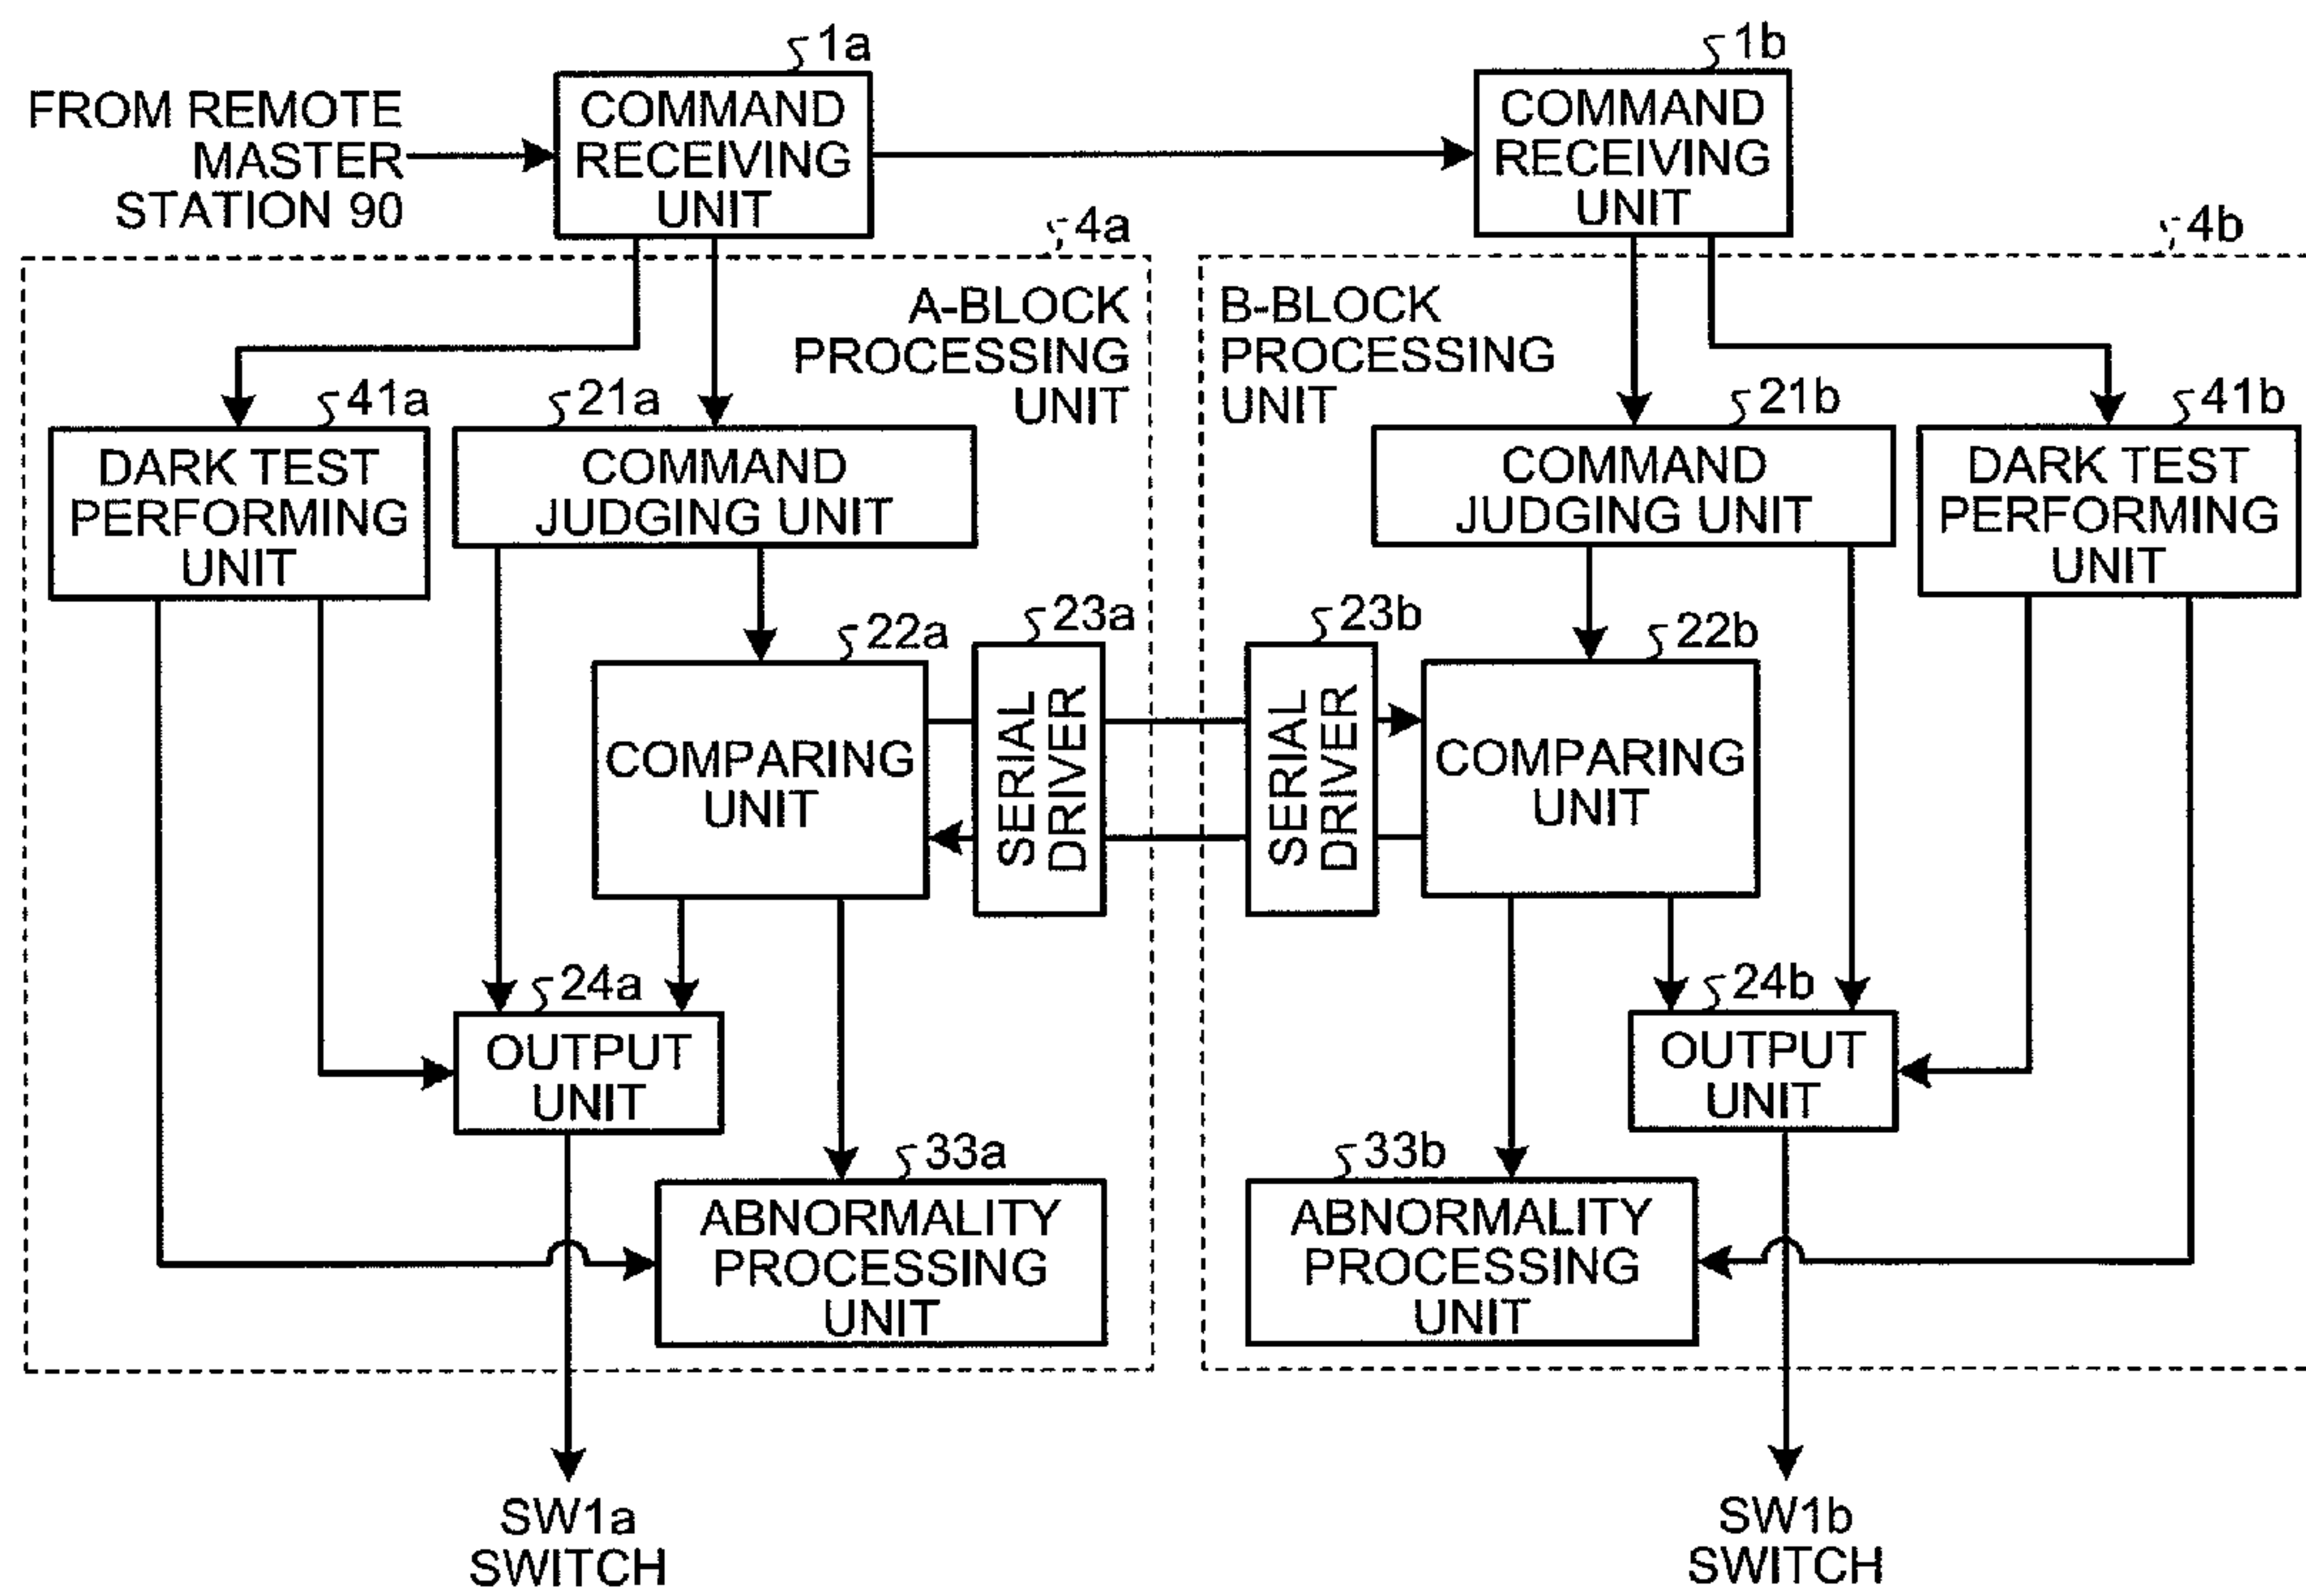 1a
1b
FROM REMOTE
MASTER
STATION 90
COMMAND
RECEIVING
UNIT
COMMAND
RECEIVING
UNIT
4a
4b
A-BLOCK
PROCESSING
UNIT
B-BLOCK
PROCESSING
UNIT
41a
21a
21b
41b
DARK TEST
PERFORMING
UNIT
COMMAND
JUDGING UNIT
COMMAND
JUDGING UNIT
DARK TEST
PERFORMING
UNIT
22a
23a
23b
22b
COMPARING
UNIT
SERIAL
DRIVER
SERIAL
DRIVER
COMPARING
UNIT
24a
24b
OUTPUT
UNIT
OUTPUT
UNIT
33a
33b
ABNORMALITY
PROCESSING
UNIT
ABNORMALITY
PROCESSING
UNIT
SW1a
SWITCH
SW1b
SWITCH